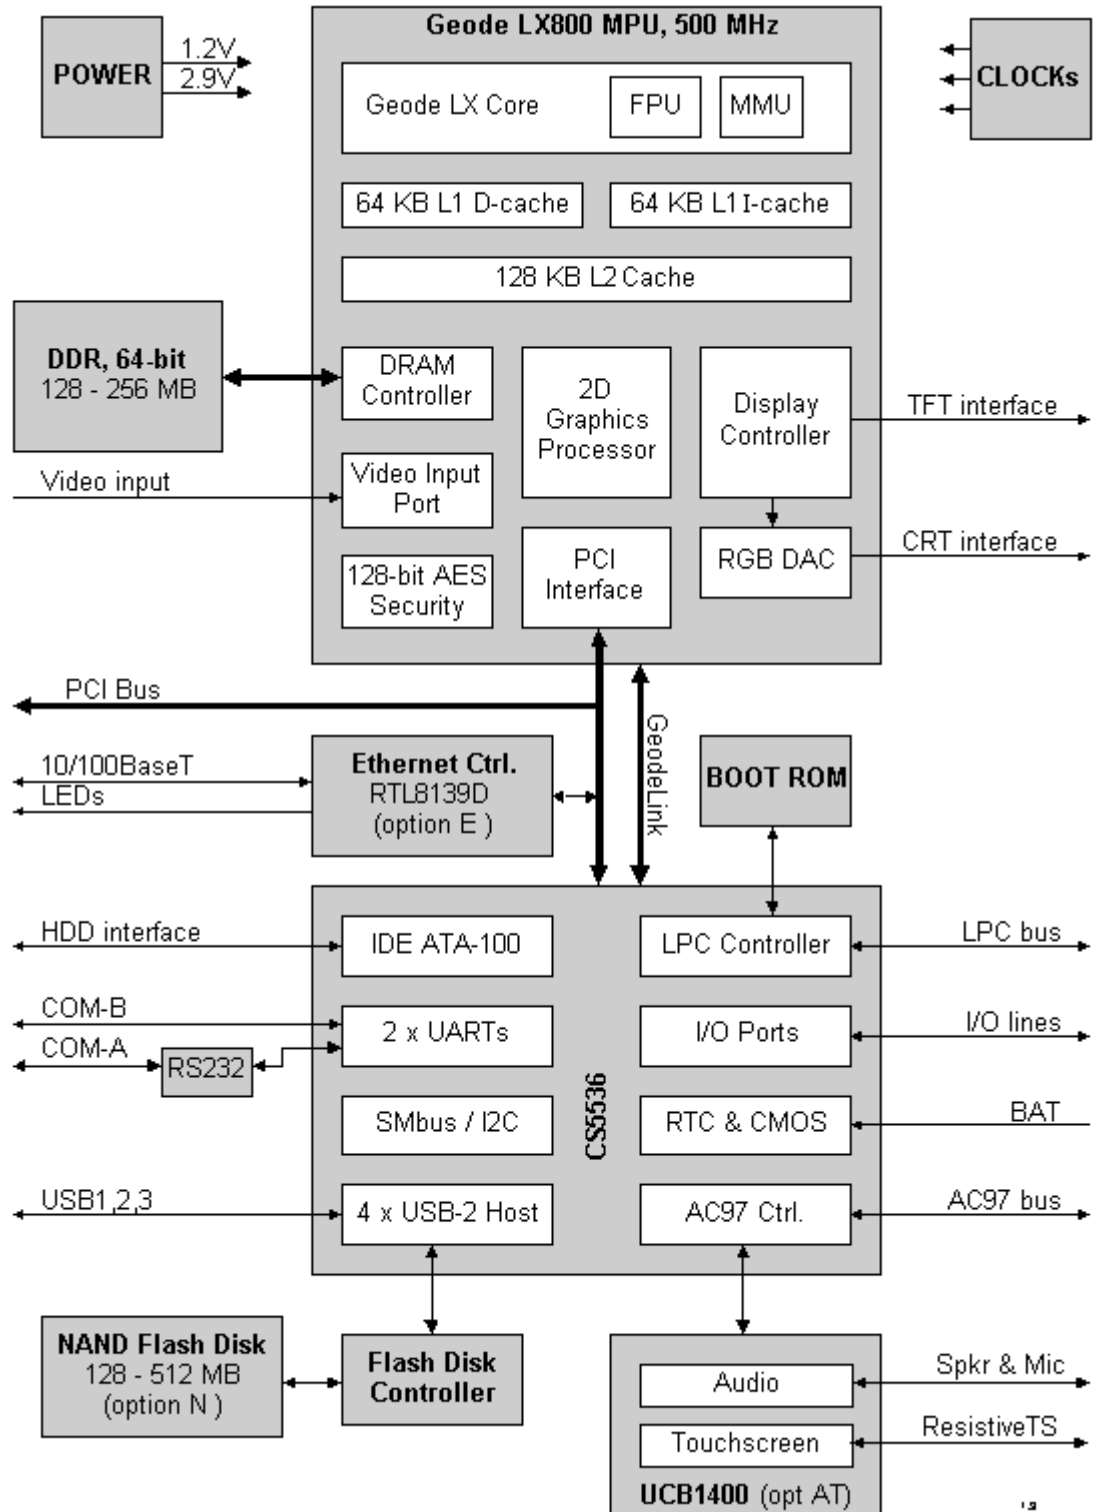 Geode LX800 MPU, 500 MHz
POWER
1.2V
2.9V
CLOCKs
Geode LX Core
FPU
MMU
64 KB L1 D-cache
64 KB L1 I-cache
128 KB L2 Cache
DDR, 64-bit
128 - 256 MB
DRAM
Controller
2D
Graphics
Processor
Display
Controller
TFT interface
Video input
Video Input
Port
128-bit AES
Security
PCI
Interface
RGB DAC
CRT interface
PCI Bus
GeodeLink
10/100BaseT
LEDs
Ethernet Ctrl.
RTL8139D
(option E )
BOOT ROM
HDD interface
IDE ATA-100
LPC Controller
LPC bus
COM-B
COM-A
RS232
2 x UARTs
I/O Ports
I/O lines
CS5536
SMbus / I2C
RTC & CMOS
BAT
USB1,2,3
4 x USB-2 Host
AC97 Ctrl.
AC97 bus
NAND Flash Disk
128 - 512 MB
(option N )
Flash Disk
Controller
Audio
Spkr & Mic
Touchscreen
ResistiveTS
UCB1400 (opt AT)